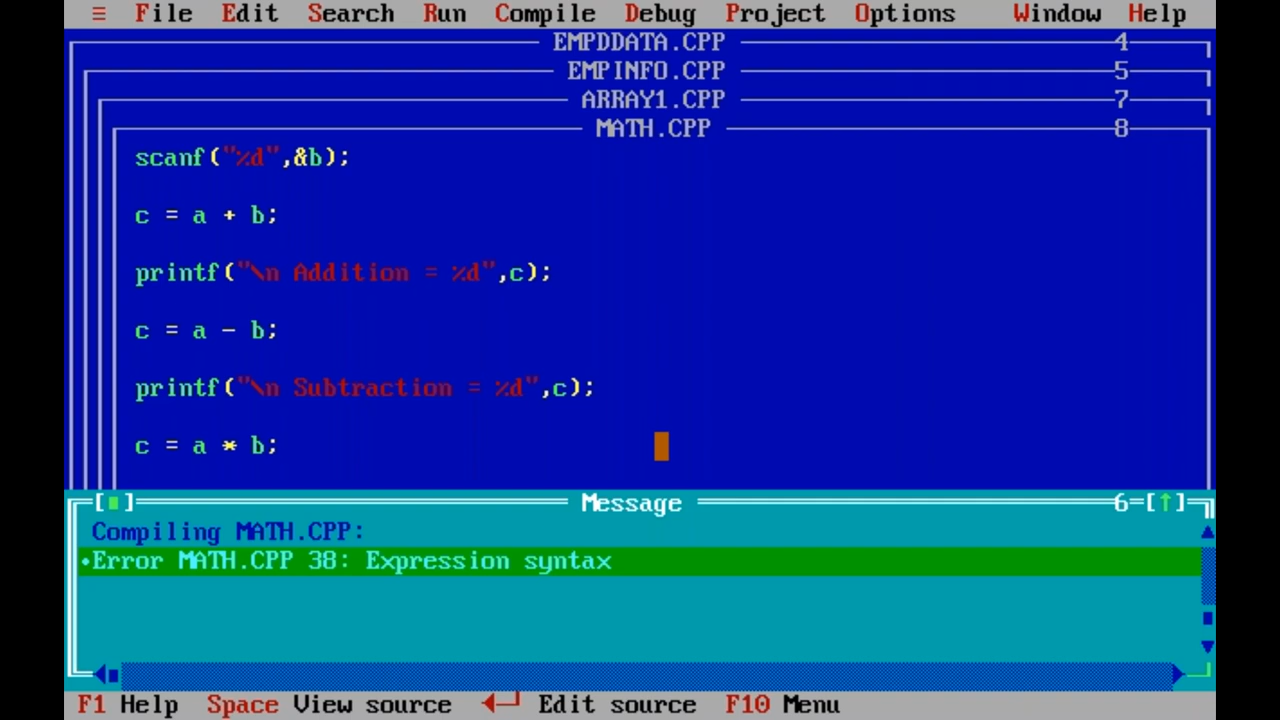 ≡ File Edit Search Run Compile Debug Project Options Window Help
EMPDDATA.CPP 4
EMPINFO.CPP 5
ARRAY1.CPP 7
MATH.CPP 8
scanf("%d",&b);
c = a + b;
printf("\n Addition = %d",c);
c = a - b;
printf("\n Subtraction = %d",c);
c = a * b;
Message 6=[↑]
Compiling MATH.CPP:
•Error MATH.CPP 38: Expression syntax
F1 Help Space View source ◄─┘ Edit source F10 Menu